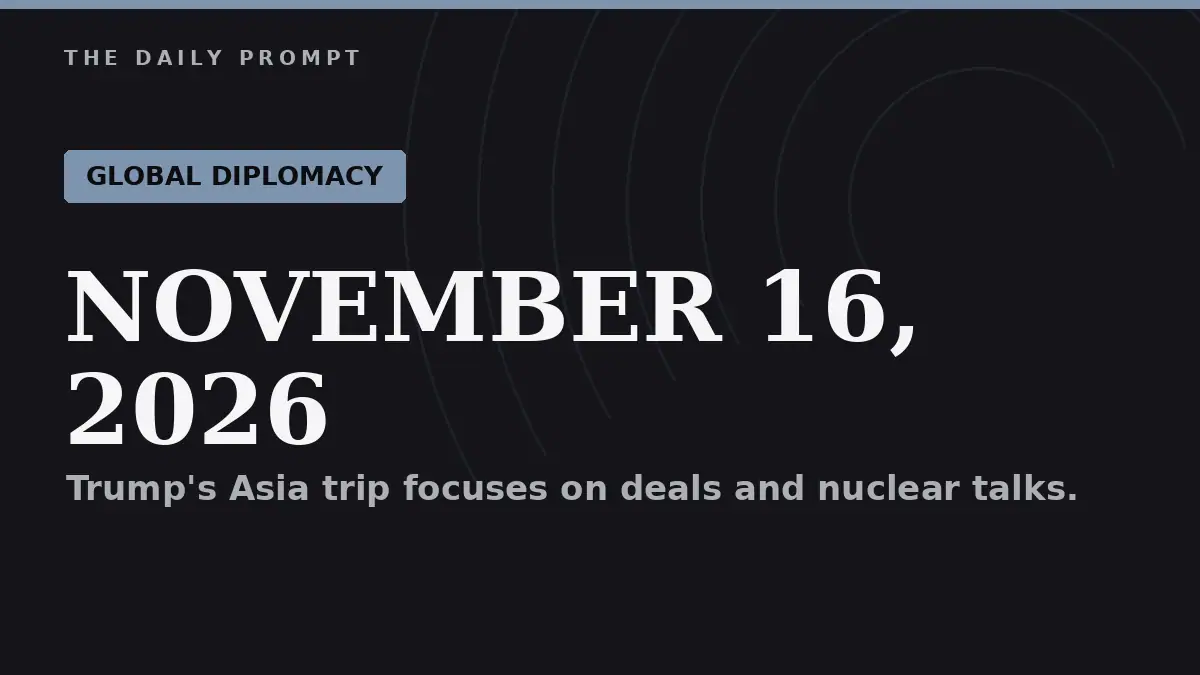 THE DAILY PROMPT
GLOBAL DIPLOMACY
NOVEMBER 16,
2026
Trump's Asia trip focuses on deals and nuclear talks.